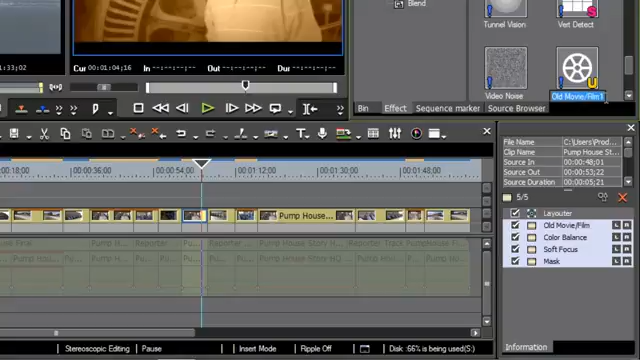 Blend
Tunnel Vision
Vert Detect
S
Cur 00:01:04;16 In --:--:--:-- Out --:--:--:-- Dur --:--:--:--
Video Noise
U
Old Movie/Film1
Bin Effect Sequence marker Source Browser
File Name C:\Users\Prod...
Clip Name Pump House St...
Source In 00:00:48;01
Source Out 00:00:53;22
Source Duration 00:00:05;21
00:00:36;00 00:00:54;00 00:01:12;00 00:01:30;00 00:01:48;00
5/5
Layouter
Old Movie/Film L R
Color Balance L R
Soft Focus L R
Mask L R
Pump House...
Stereoscopic Editing Pause Insert Mode Ripple Off Disk :66% is being used(S:)
Information